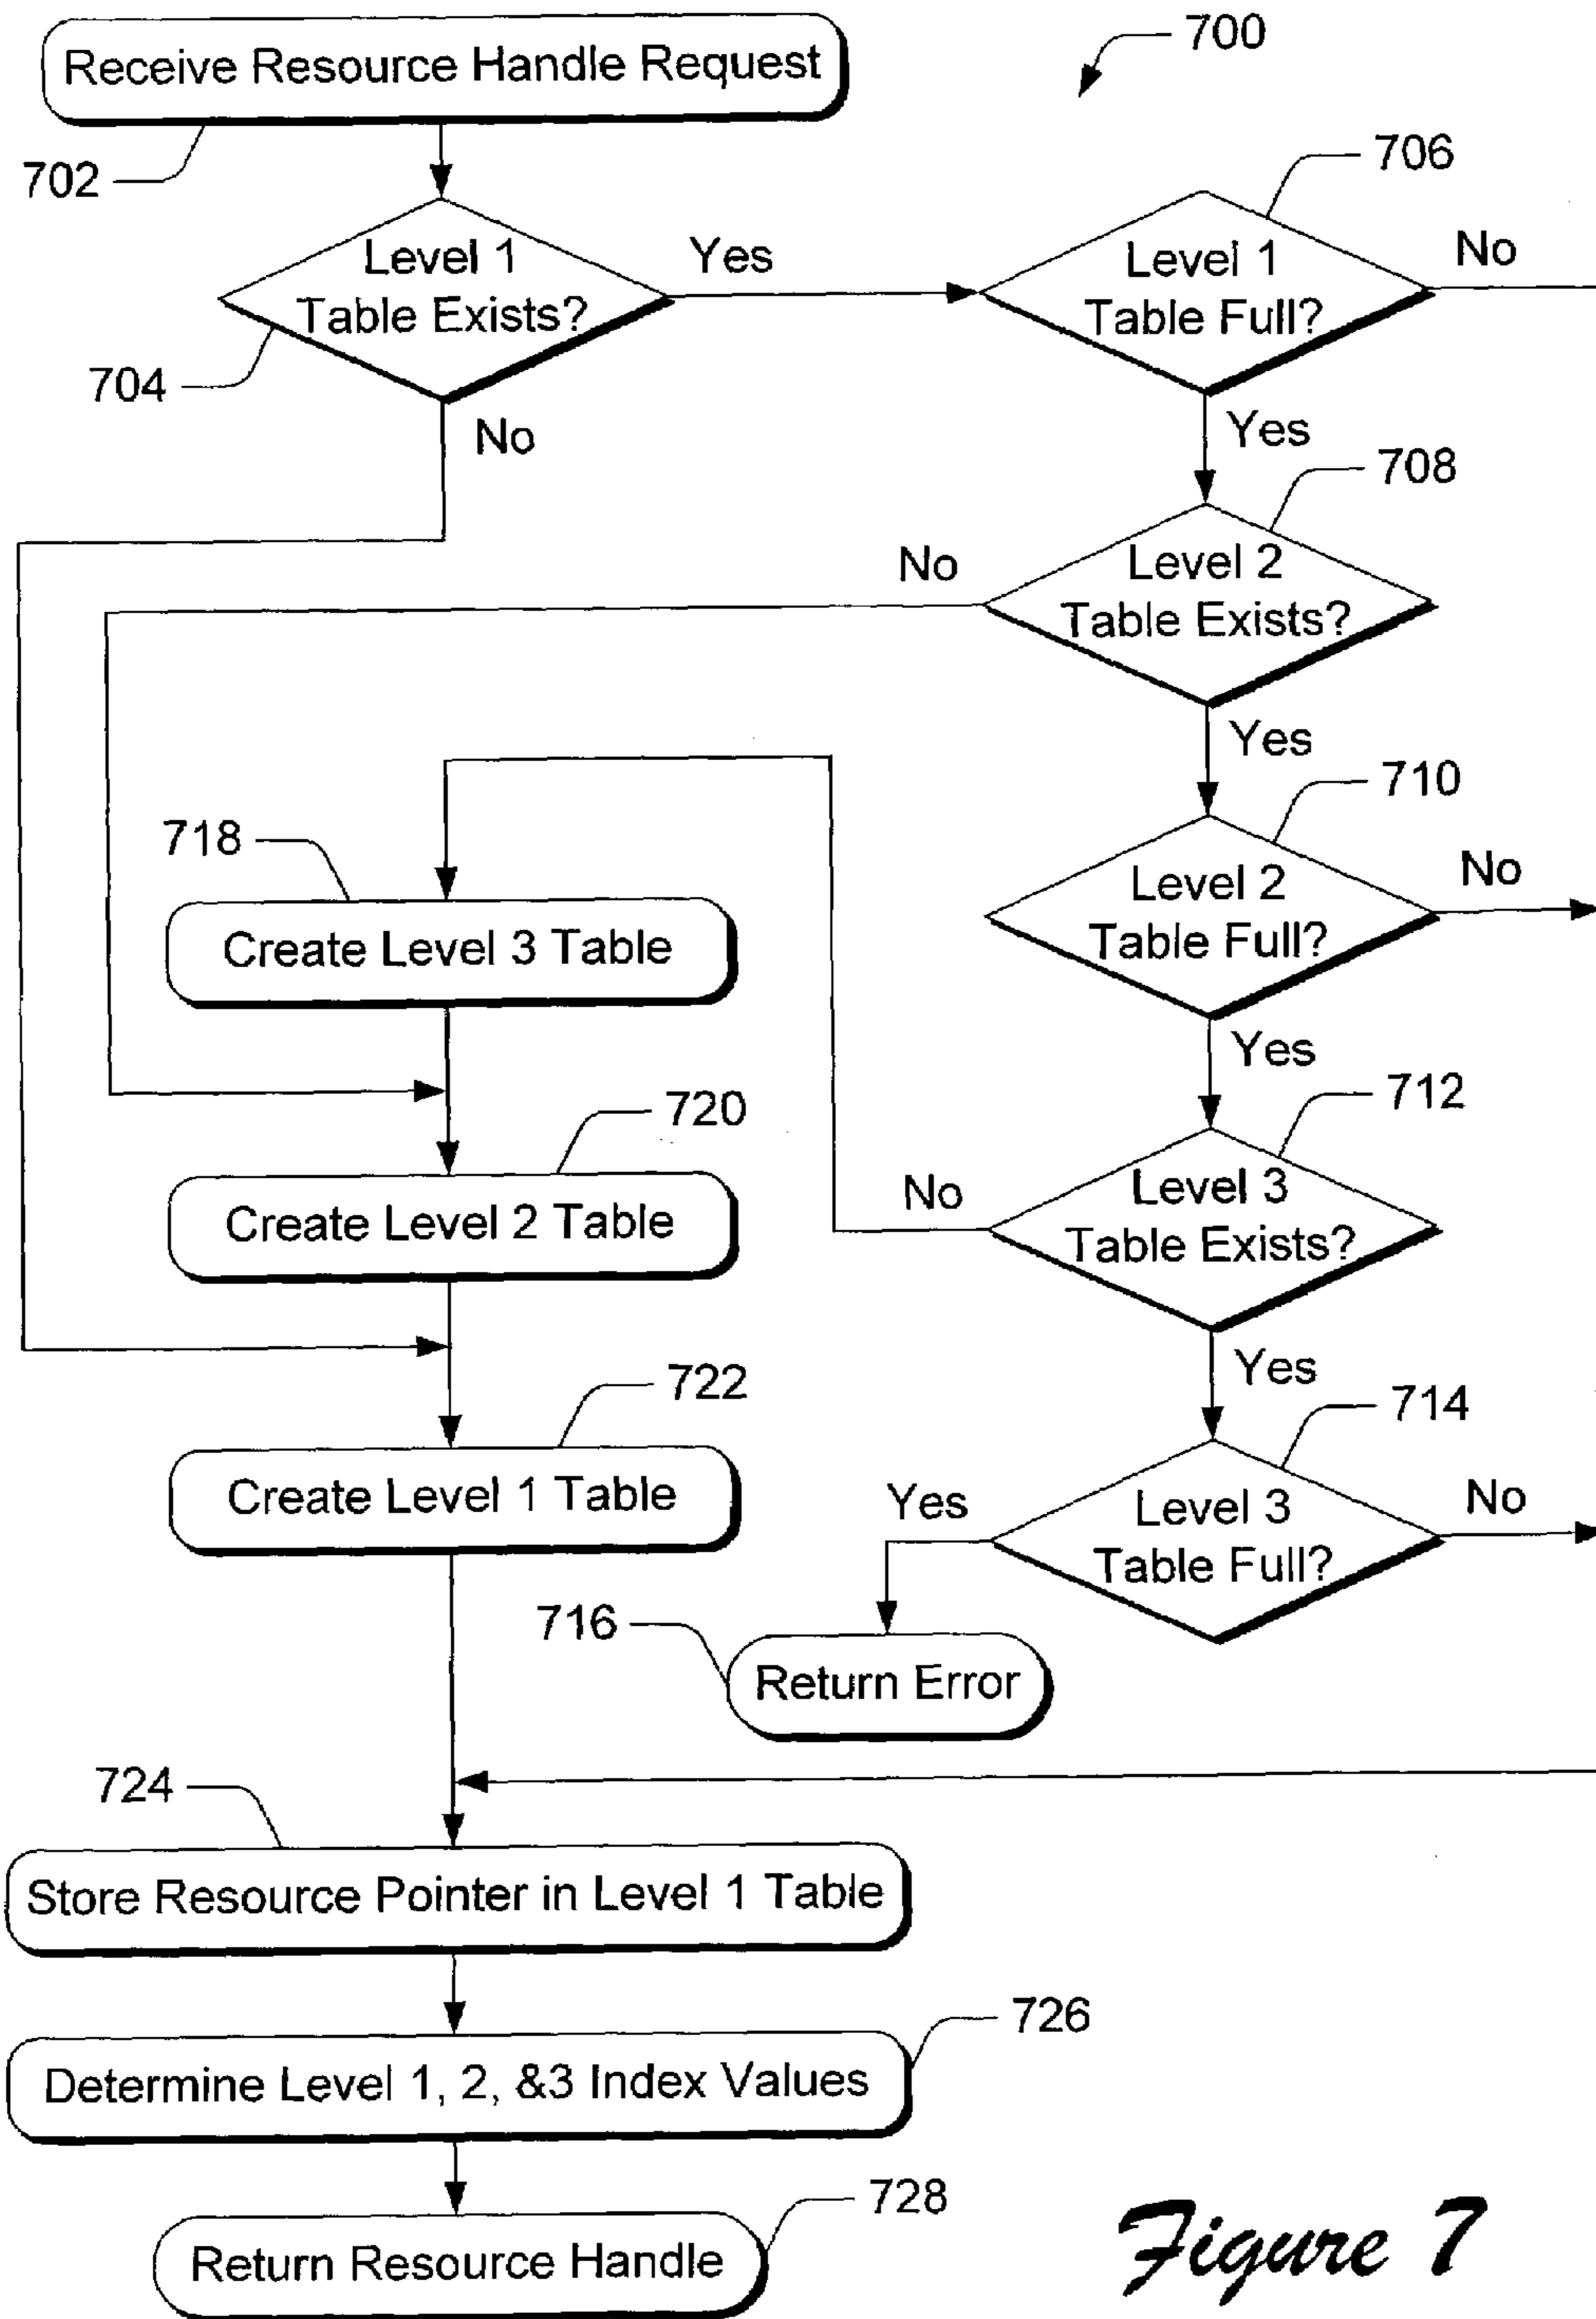 Receive Resource Handle Request
700
702
706
Level 1
Table Exists?
Yes
Level 1
Table Full?
No
704
No
Yes
708
No
Level 2
Table Exists?
Yes
710
718
Level 2
Table Full?
No
Create Level 3 Table
Yes
712
720
No
Level 3
Table Exists?
Create Level 2 Table
Yes
722
714
Create Level 1 Table
Yes
Level 3
Table Full?
No
716
Return Error
724
Store Resource Pointer in Level 1 Table
726
Determine Level 1, 2, &3 Index Values
728
Return Resource Handle
Figure 7